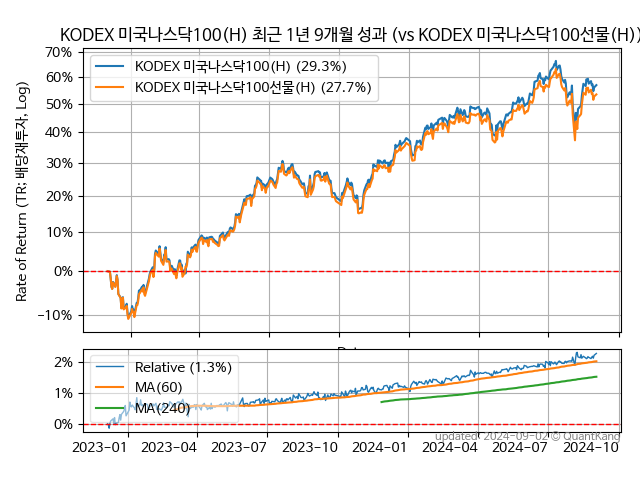 KODEX 미국나스닥100(H) 최근 1년 9개월 성과 (vs KODEX 미국나스닥100선물(H))
70%
60%
50%
40%
30%
20%
10%
0%
−10%
Rate of Return (TR: 배당재투자, Log)
KODEX 미국나스닥100(H) (29.3%)
KODEX 미국나스닥100선물(H) (27.7%)
2%
1%
0%
Relative (1.3%)
MA(60)
MA(240)
2023-01 2023-04 2023-07 2023-10 2024-01 2024-04 2024-07 2024-10
updated: 2024-09-02 © QuantKang